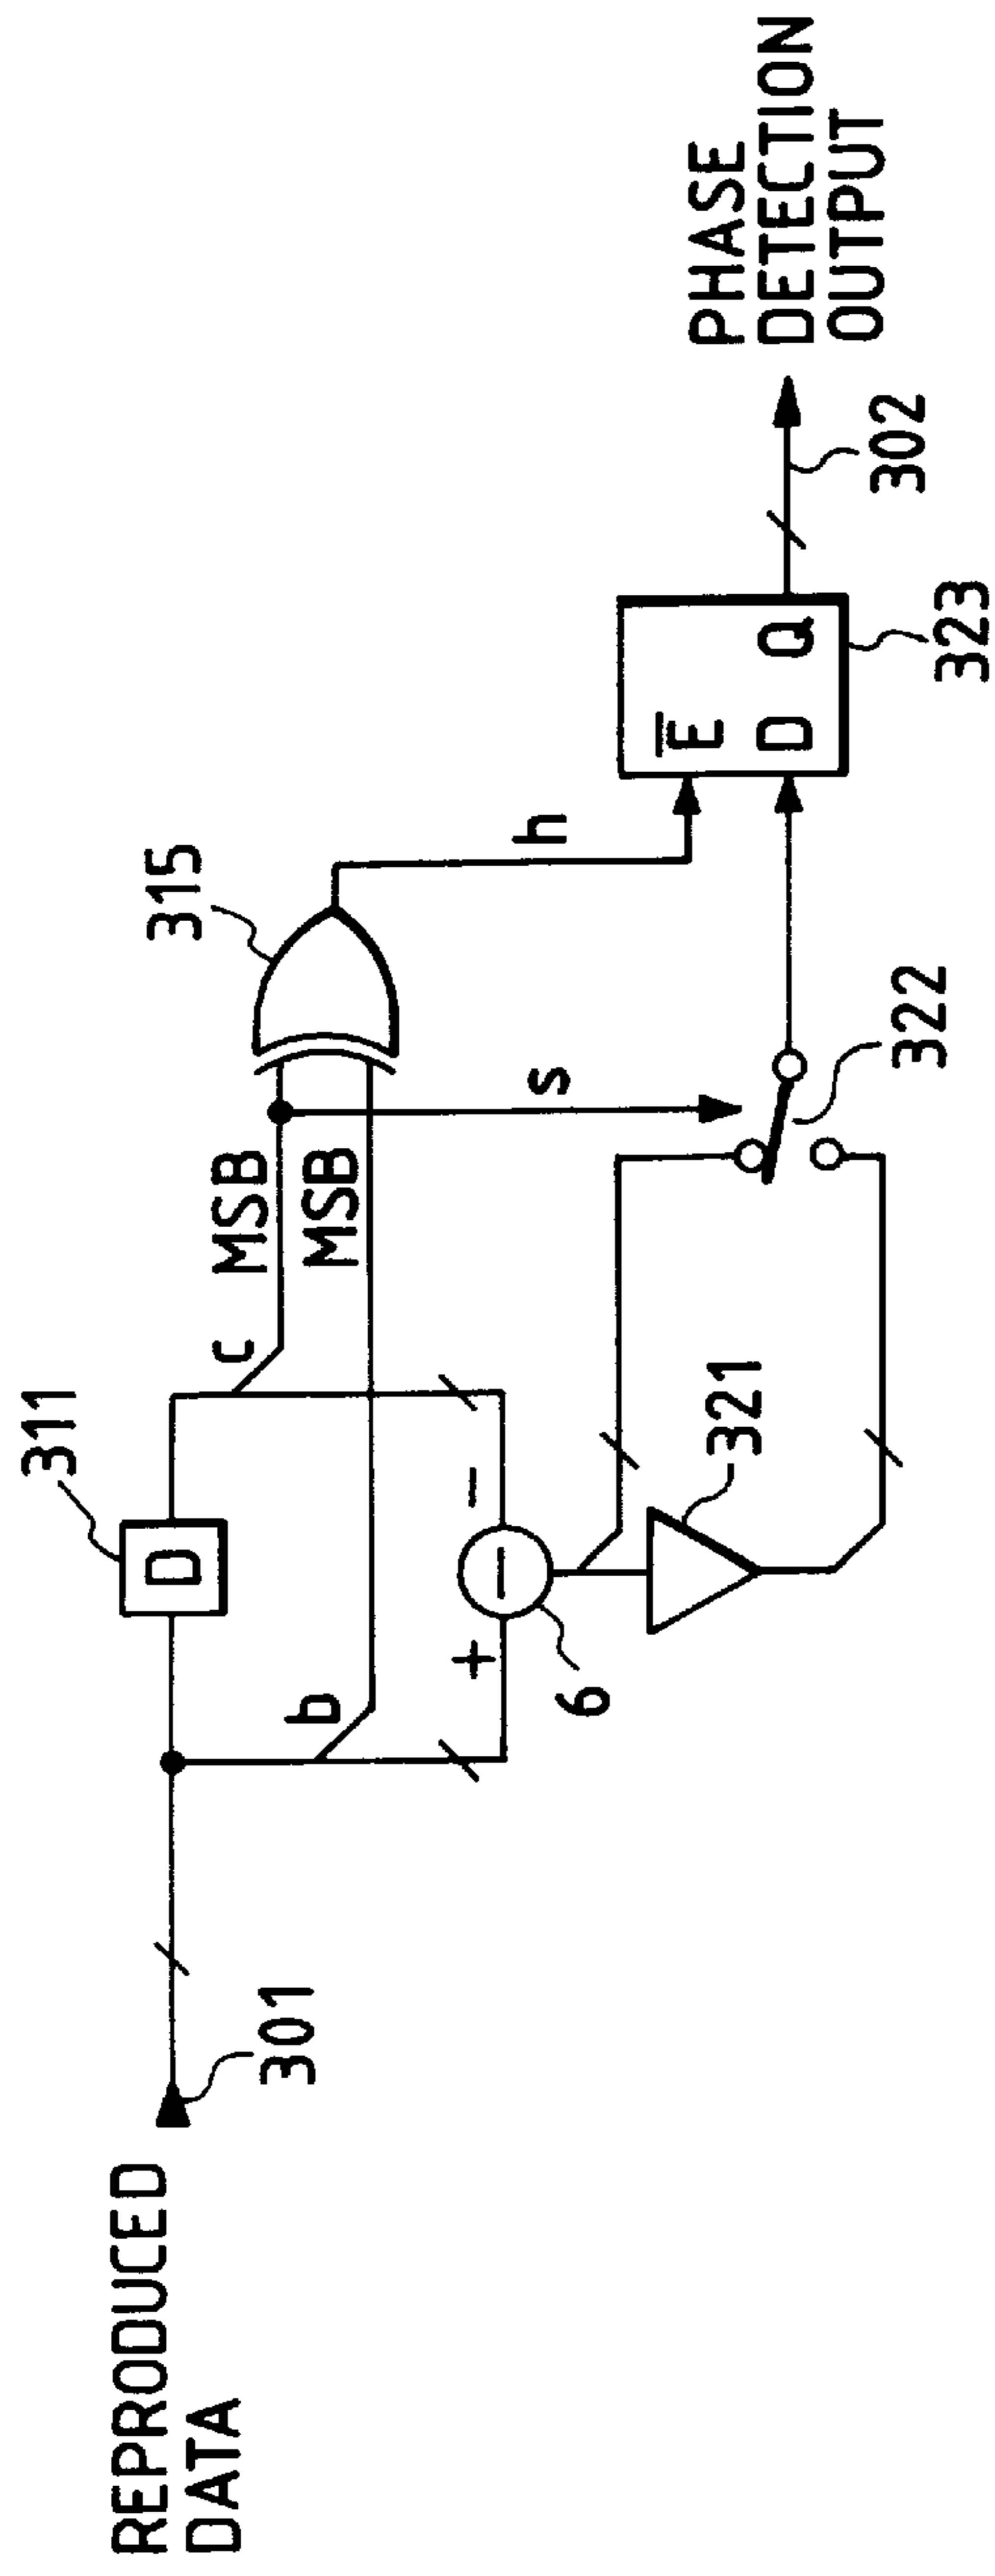 REPRODUCED
DATA
301
311
D
b
c
MSB
MSB
+
−
−
6
321
315
s
322
h
E̅
D Q
323
302
PHASE
DETECTION
OUTPUT